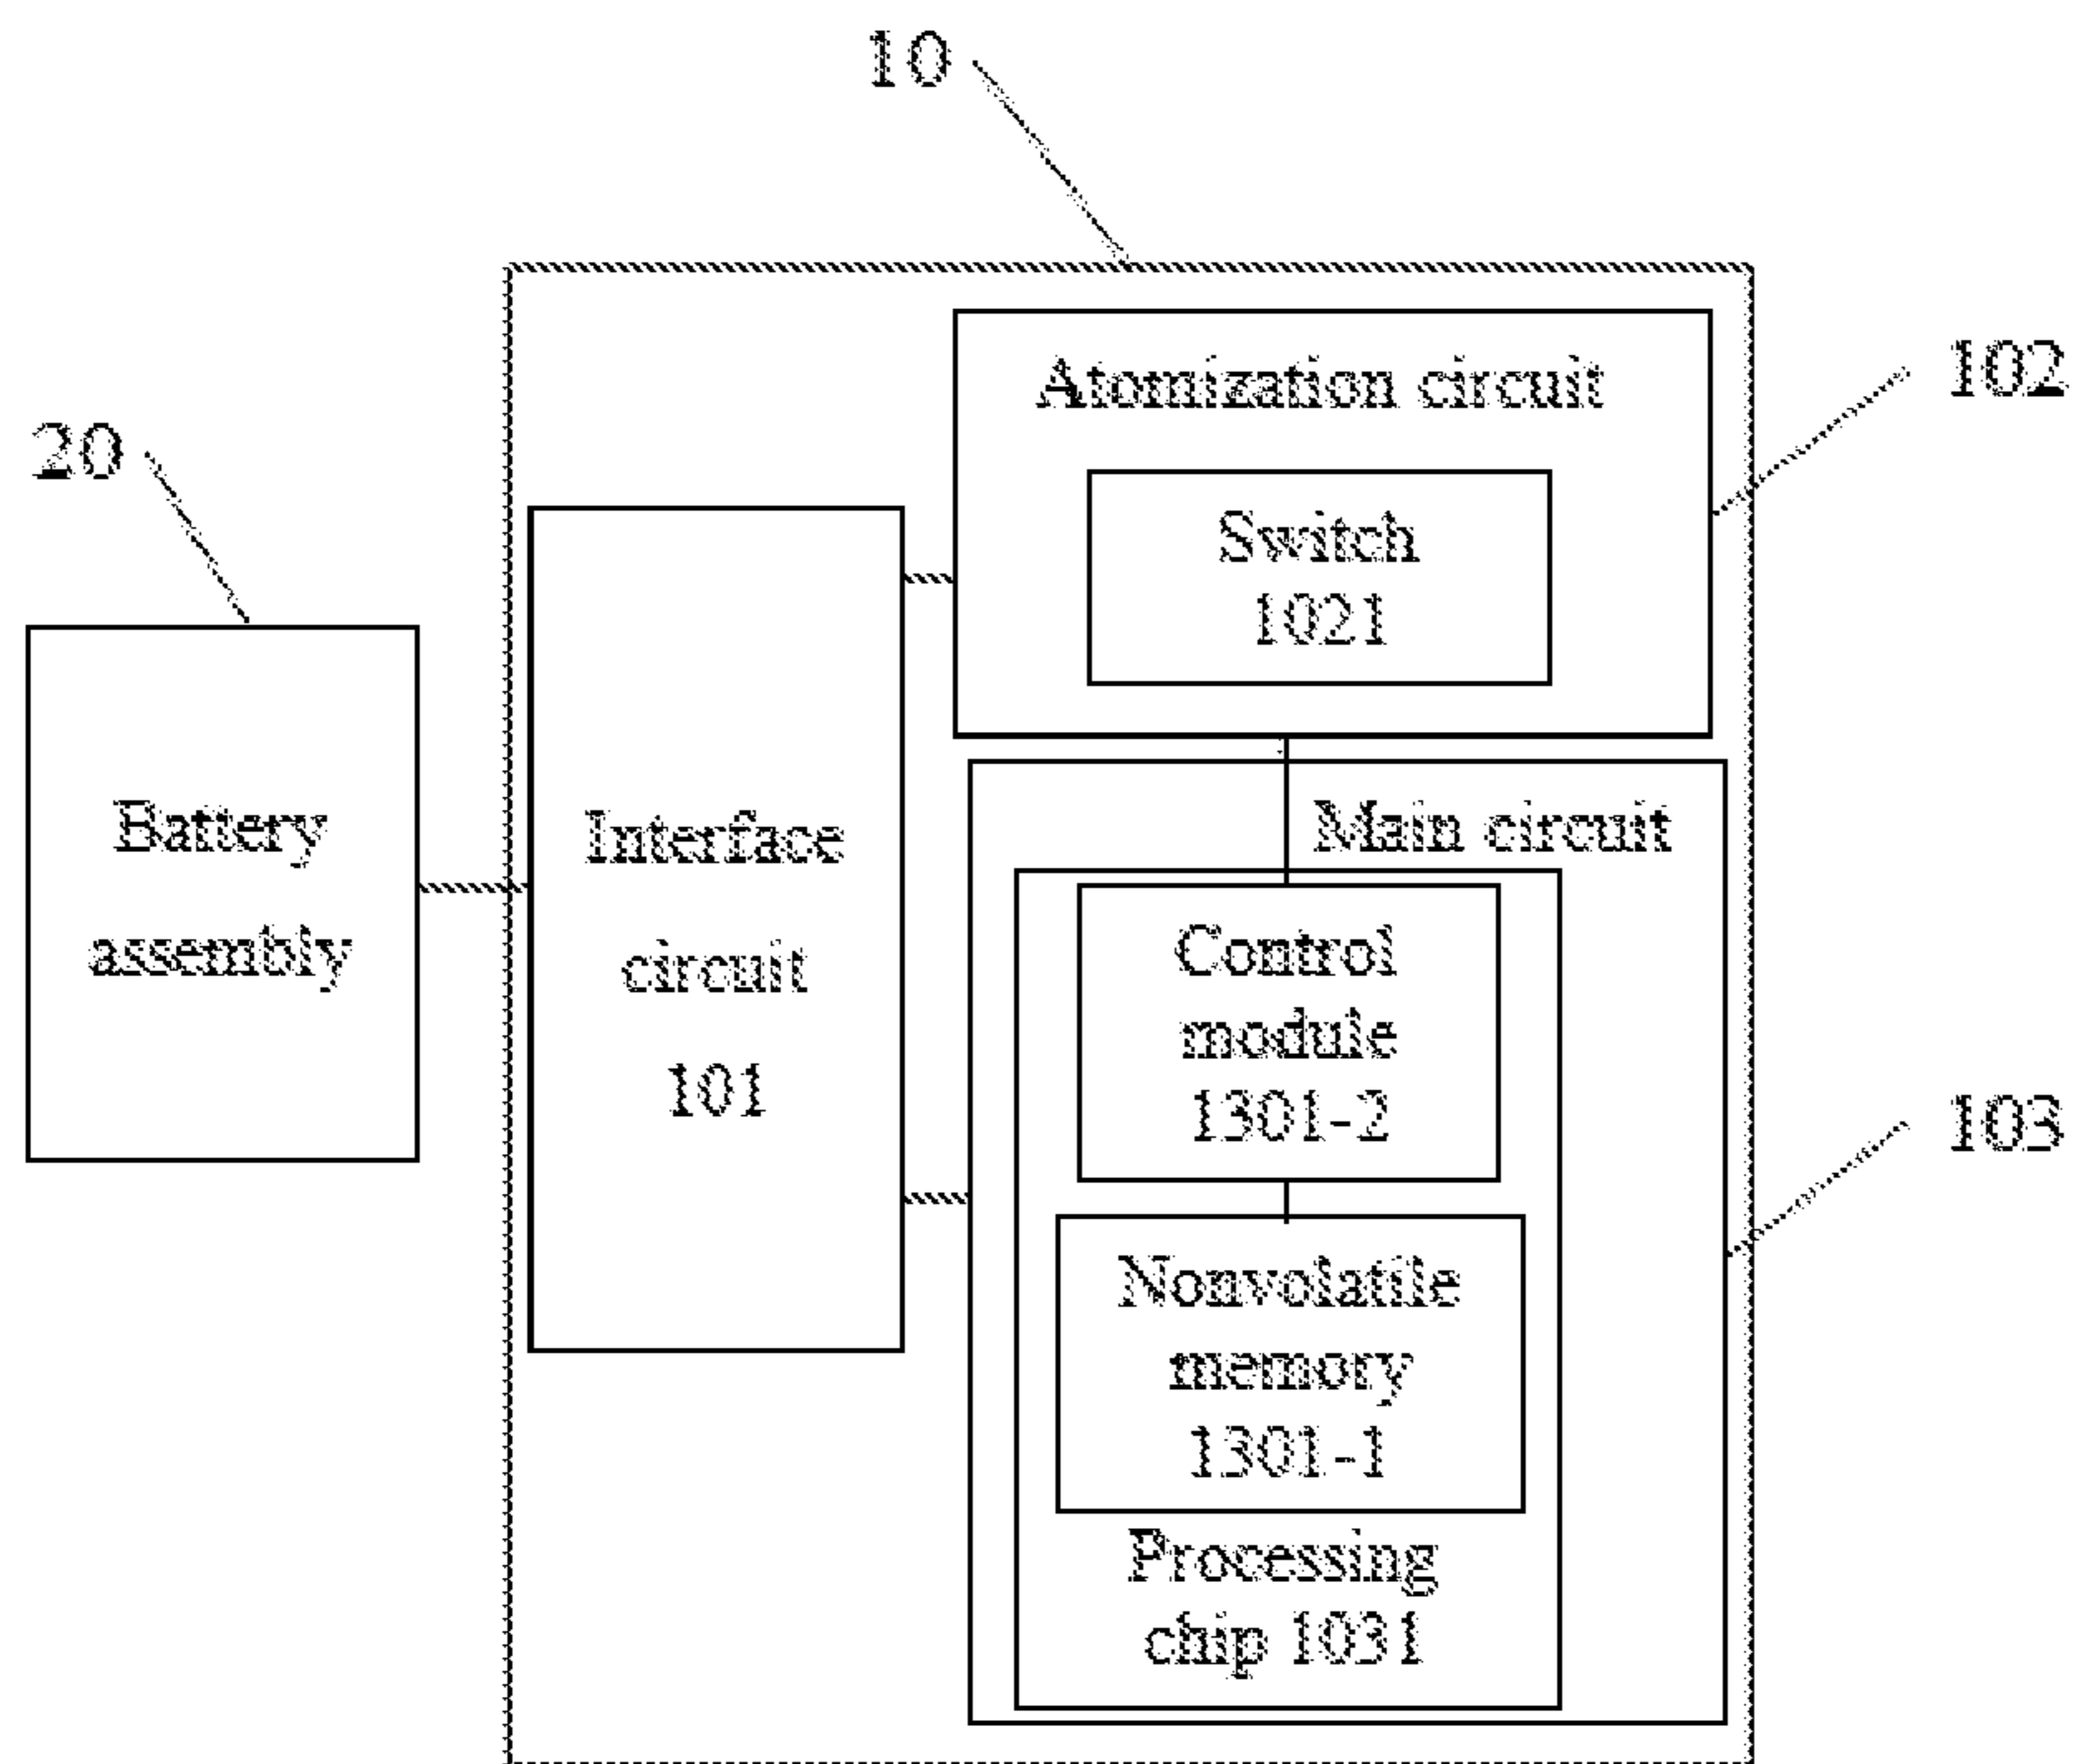 10
102
20
Atomization circuit
Switch
1021
Battery
assembly
Interface
circuit
101
Main circuit
Control
module
1301-2
103
Nonvolatile
memory
1301-1
Processing
chip 1031